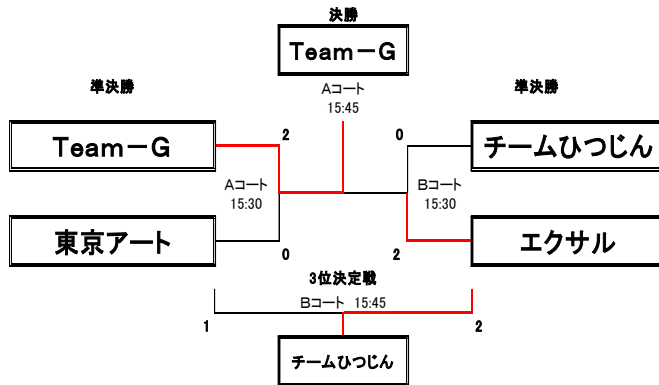 決勝
Team－G
準決勝
Aコート
15:45
準決勝
2
0
Team－G
チームひつじん
Aコート
15:30
Bコート
15:30
東京アート
エクサル
0
2
3位決定戦
Bコート 15:45
1
2
チームひつじん